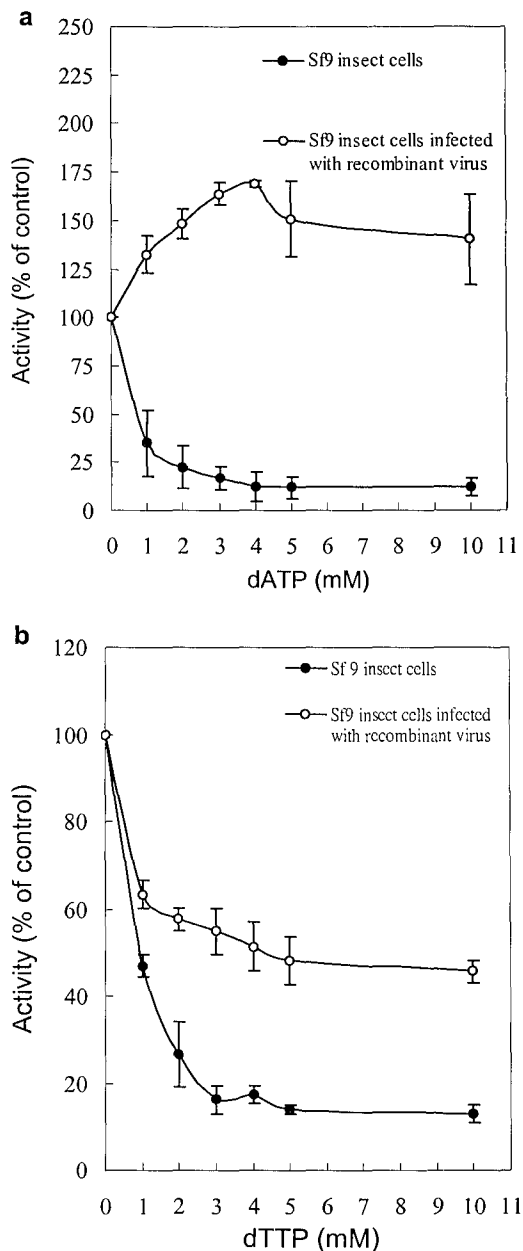 a
250
225
200
175
150
125
100
75
50
25
0
Activity (% of control)
Sf9 insect cells
Sf9 insect cells infected
with recombinant virus
0 1 2 3 4 5 6 7 8 9 10 11
dATP (mM)
b
120
100
80
60
40
20
0
Activity (% of control)
Sf 9 insect cells
Sf9 insect cells infected
with recombinant virus
0 1 2 3 4 5 6 7 8 9 10 11
dTTP (mM)